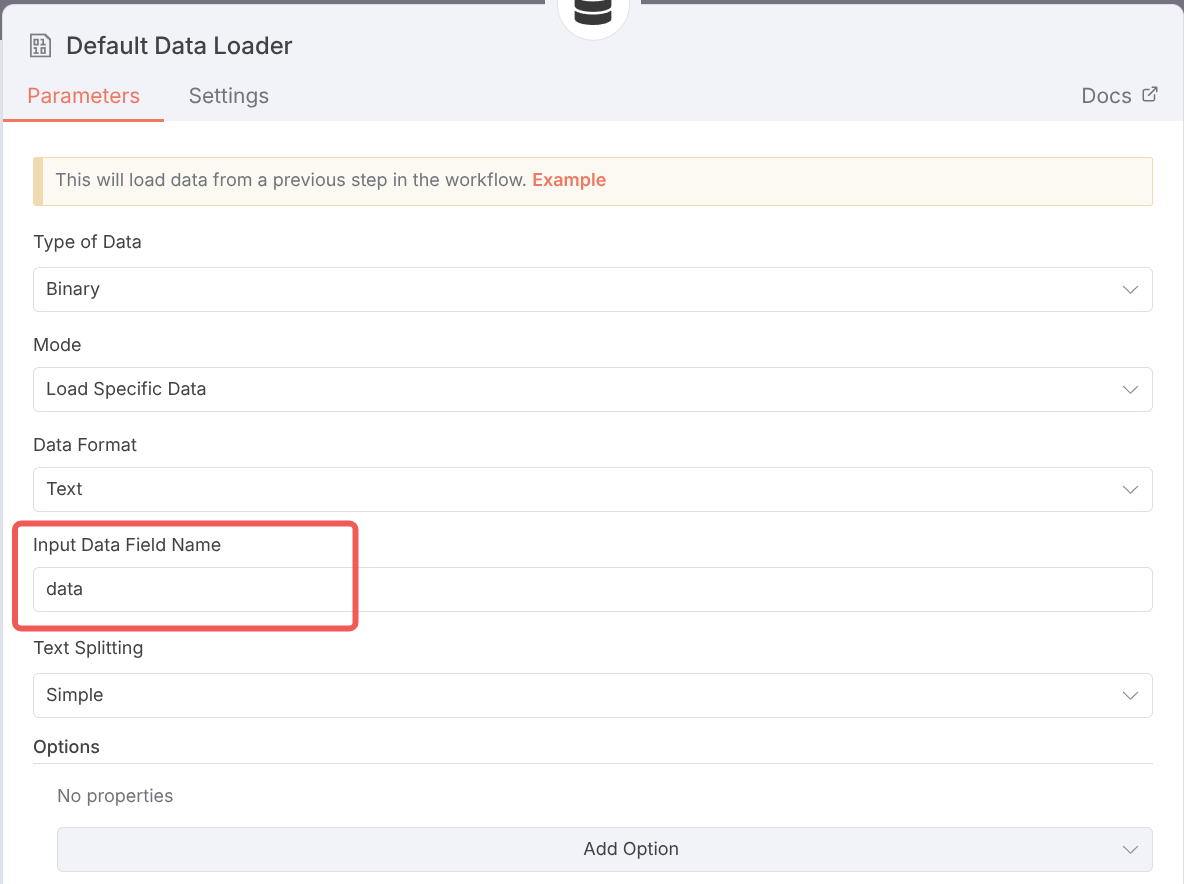 Default Data Loader
Parameters Settings Docs
This will load data from a previous step in the workflow. Example
Type of Data
Binary
Mode
Load Specific Data
Data Format
Text
Input Data Field Name
data
Text Splitting
Simple
Options
No properties
Add Option